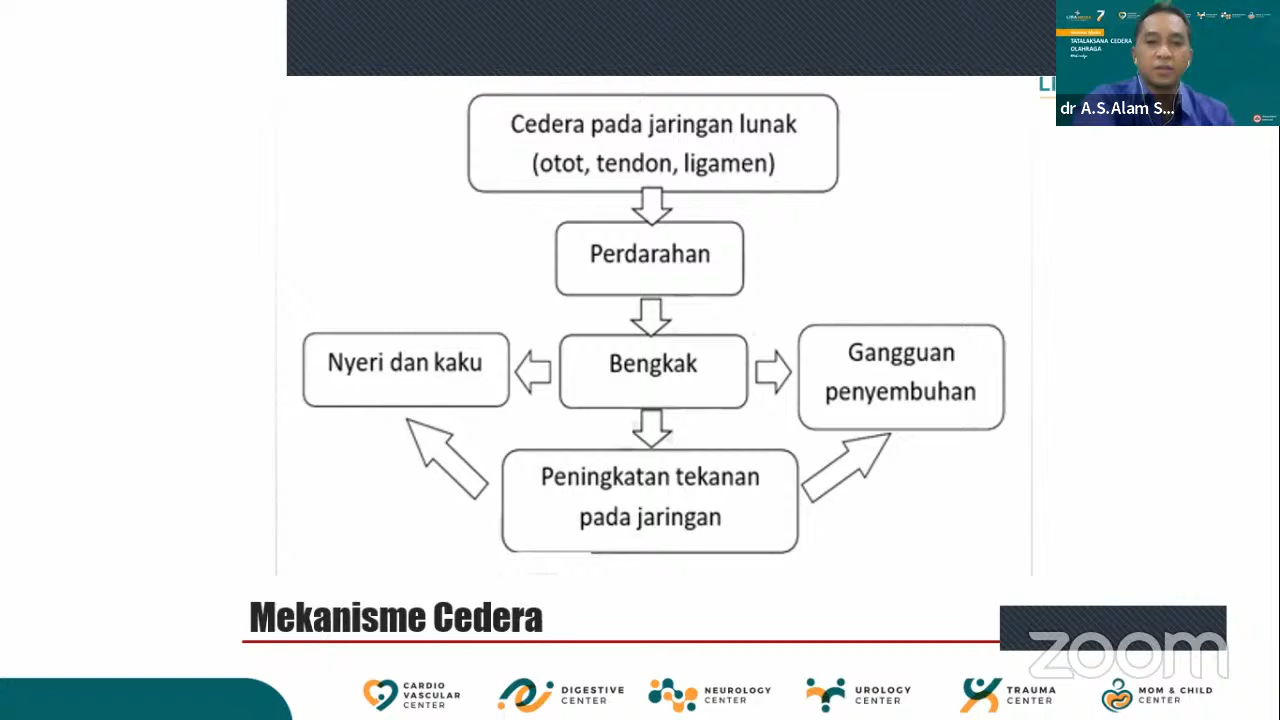 TATALAKSANA CEDERA
OLAHRAGA
dr A.S.Alam S...
Cedera pada jaringan lunak
(otot, tendon, ligamen)
Perdarahan
Nyeri dan kaku
Bengkak
Gangguan
penyembuhan
Peningkatan tekanan
pada jaringan
Mekanisme Cedera
zoom
CARDIO
VASCULAR
CENTER
DIGESTIVE
CENTER
NEUROLOGY
CENTER
UROLOGY
CENTER
TRAUMA
CENTER
MOM & CHILD
CENTER